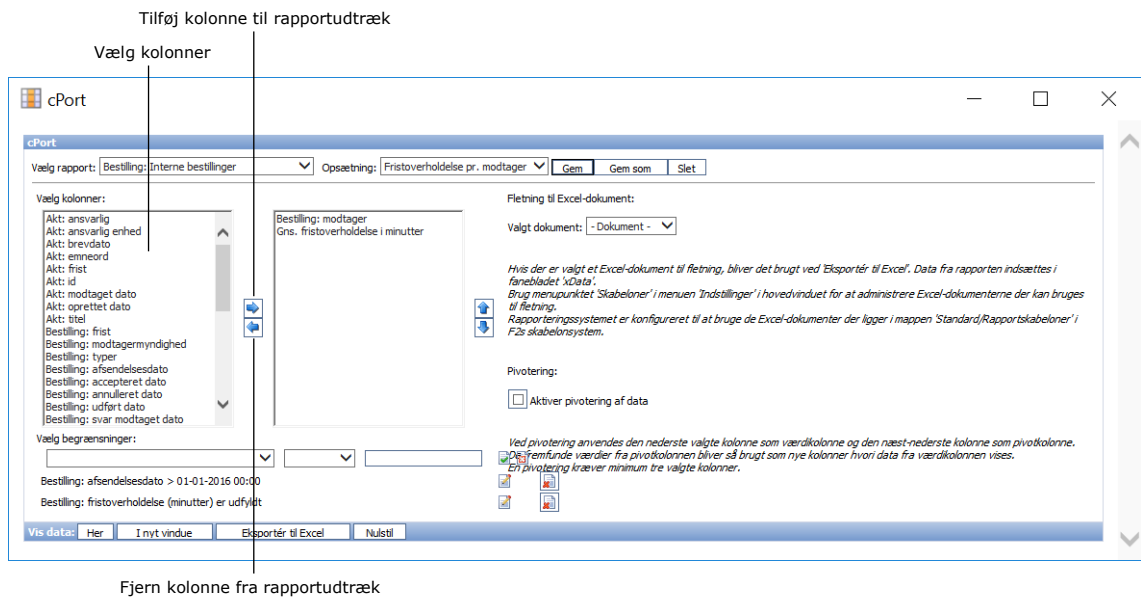 Tilføj kolonne til rapportudtræk
Vælg kolonner
cPort
cPort
Vælg rapport: Bestilling: Interne bestillinger Opsætning: Fristoverholdelse pr. modtager Gem Gem som Slet
Vælg kolonner:
Akt: ansvarlig
Akt: ansvarlig enhed
Akt: brevdato
Akt: emneord
Akt: frist
Akt: id
Akt: modtaget dato
Akt: oprettet dato
Akt: titel
Bestilling: frist
Bestilling: modtagermyndighed
Bestilling: typer
Bestilling: afsendelsesdato
Bestilling: accepteret dato
Bestilling: annulleret dato
Bestilling: udført dato
Bestilling: svar modtaget dato
Bestilling: modtager
Gns. fristoverholdelse i minutter
Fletning til Excel-dokument:
Valgt dokument: - Dokument -
Hvis der er valgt et Excel-dokument til fletning, bliver det brugt ved 'Eksportér til Excel'. Data fra rapporten indsættes i
fanebladet 'xData'.
Brug menupunktet 'Skabeloner' i menuen 'Indstillinger' i hovedvinduet for at administrere Excel-dokumenterne der kan bruges
til fletning.
Rapporteringssystemet er konfigureret til at bruge de Excel-dokumenter der ligger i mappen 'Standard/Rapportskabeloner' i
F2s skabelonsystem.
Pivotering:
Aktiver pivotering af data
Ved pivotering anvendes den nederste valgte kolonne som værdikolonne og den næst-nederste kolonne som pivotkolonne.
De fremfundne værdier fra pivotkolonnen bliver så brugt som nye kolonner hvori data fra værdikolonnen vises.
En pivotering kræver minimum tre valgte kolonner.
Vælg begrænsninger:
Bestilling: afsendelsesdato > 01-01-2016 00:00
Bestilling: fristoverholdelse (minutter) er udfyldt
Vis data: Her I nyt vindue Eksportér til Excel Nulstil
Fjern kolonne fra rapportudtræk